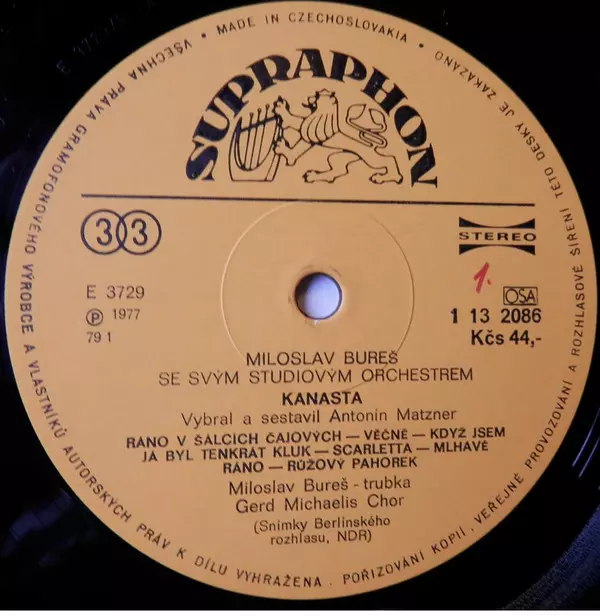 VŠECHNA PRÁVA GRAMOFONOVÉHO VÝROBCE A VLASTNÍKŮ AUTORSKÝCH PRÁV K DÍLU VYHRAŽENA. POŘIZOVÁNÍ KOPIÍ, VEŘEJNÉ PROVOZOVÁNÍ A ROZHLASOVÉ ŠÍŘENÍ TÉTO DESKY JE ZAKÁZÁNO
• MADE IN CZECHOSLOVAKIA •
SUPRAPHON
33
STEREO
1.
E 3729
OSA
℗ 1977
1 13 2086
79 1
Kčs 44,-
MILOSLAV BUREŠ
SE SVÝM STUDIOVÝM ORCHESTREM
KANASTA
Vybral a sestavil Antonín Matzner
RÁNO V ŠÁLCÍCH ČAJOVÝCH — VĚČNĚ — KDYŽ JSEM
JÁ BYL TENKRÁT KLUK — SCARLETTA — MLHAVÉ
RÁNO — RŮŽOVÝ PAHOREK
Miloslav Bureš - trubka
Gerd Michaelis Chor
(Snímky Berlínského
rozhlasu, NDR)